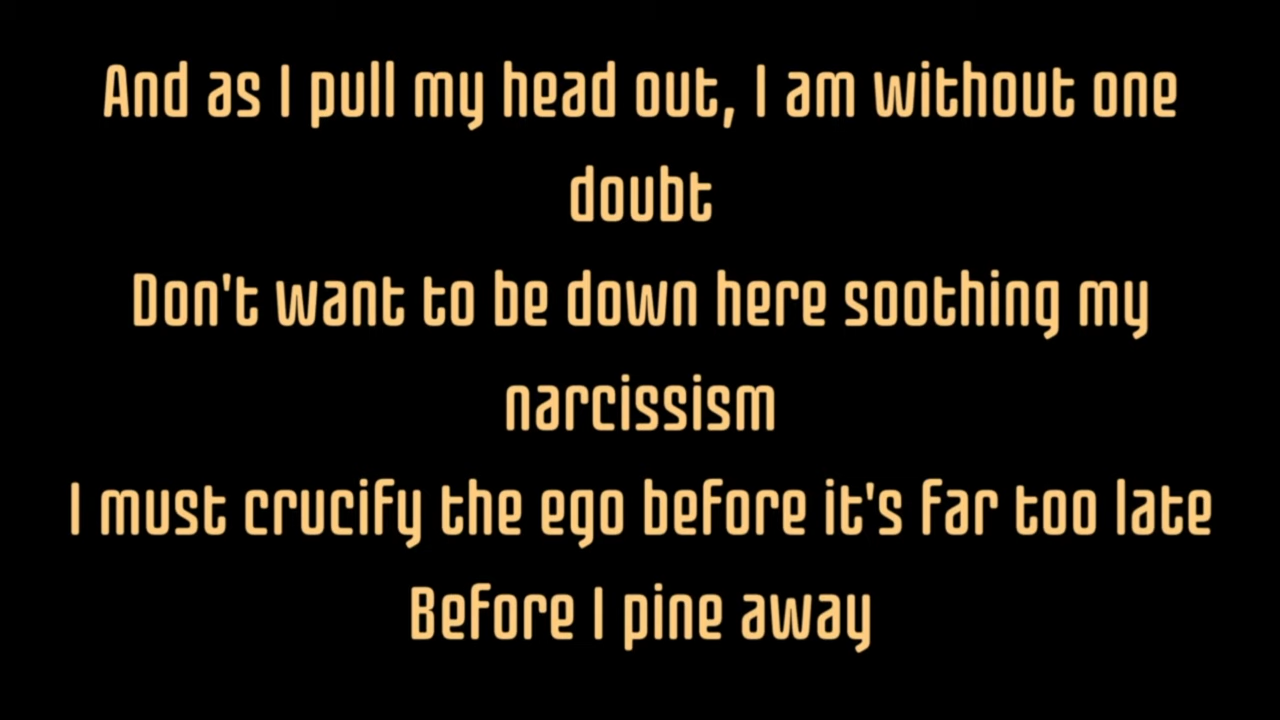 And as I pull my head out, I am without one
doubt
Don't want to be down here soothing my
narcissism
I must crucify the ego before it's far too late
Before I pine away